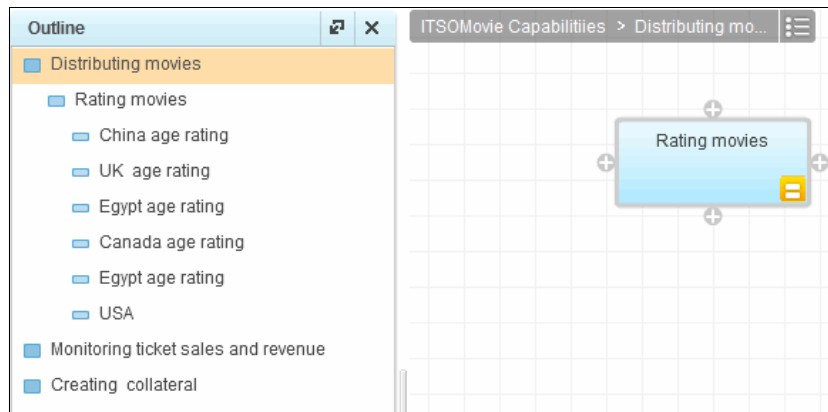 Outline
Distributing movies
Rating movies
China age rating
UK age rating
Egypt age rating
Canada age rating
Egypt age rating
USA
Monitoring ticket sales and revenue
Creating collateral
ITSOMovie Capabilitiies > Distributing mo...
Rating movies